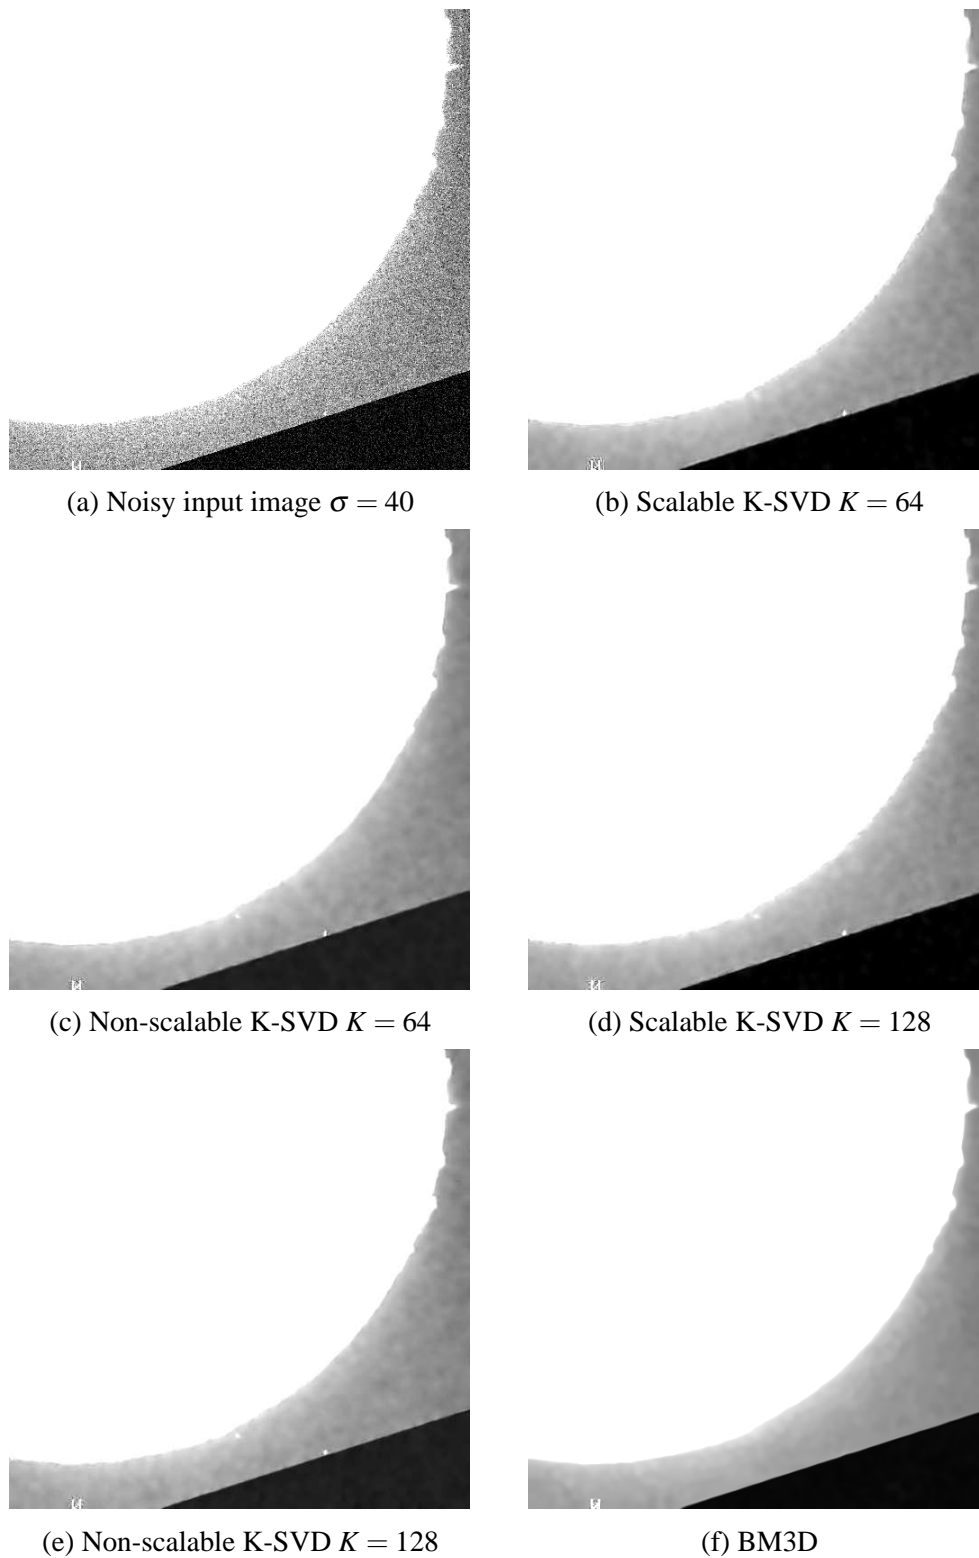 (a) Noisy input image σ = 40
(b) Scalable K-SVD K = 64
(c) Non-scalable K-SVD K = 64
(d) Scalable K-SVD K = 128
(e) Non-scalable K-SVD K = 128
(f) BM3D